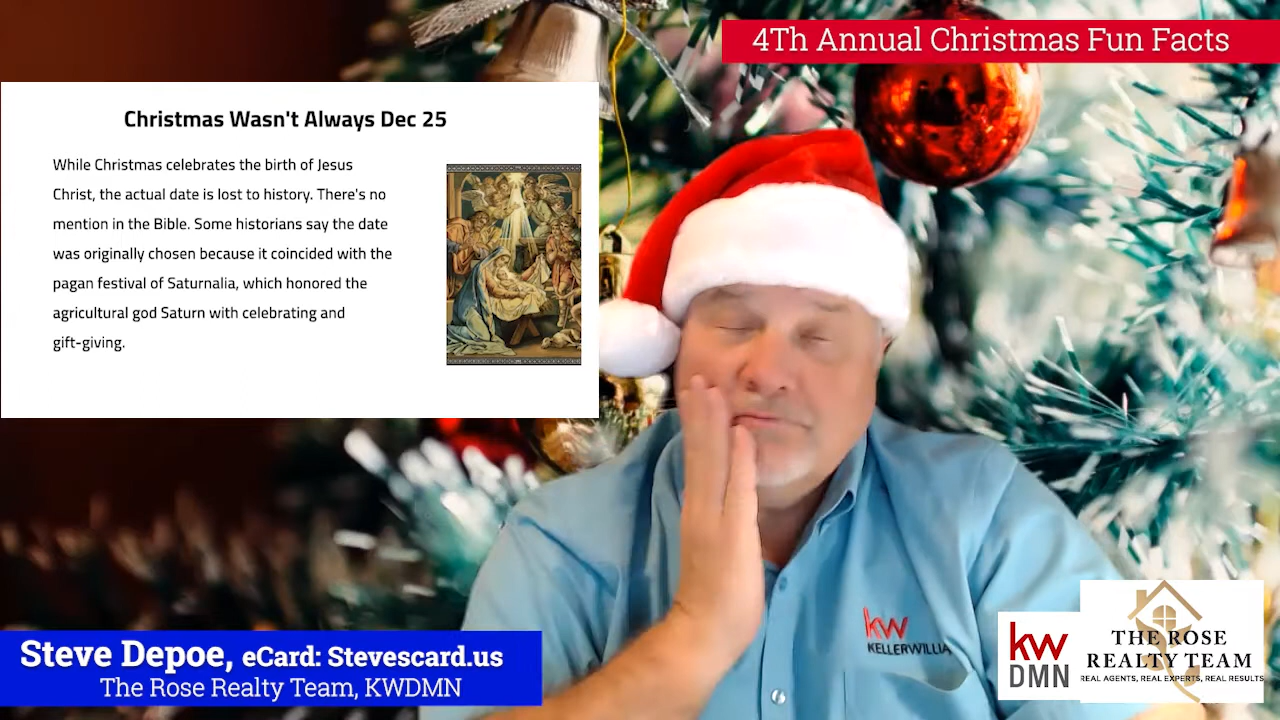 4Th Annual Christmas Fun Facts
Christmas Wasn't Always Dec 25
While Christmas celebrates the birth of Jesus
Christ, the actual date is lost to history. There's no
mention in the Bible. Some historians say the date
was originally chosen because it coincided with the
pagan festival of Saturnalia, which honored the
agricultural god Saturn with celebrating and
gift-giving.
kw
KELLERWILLIA
Steve Depoe, eCard: Stevescard.us
The Rose Realty Team, KWDMN
kw
DMN
THE ROSE
REALTY TEAM
REAL AGENTS, REAL EXPERTS, REAL RESULTS